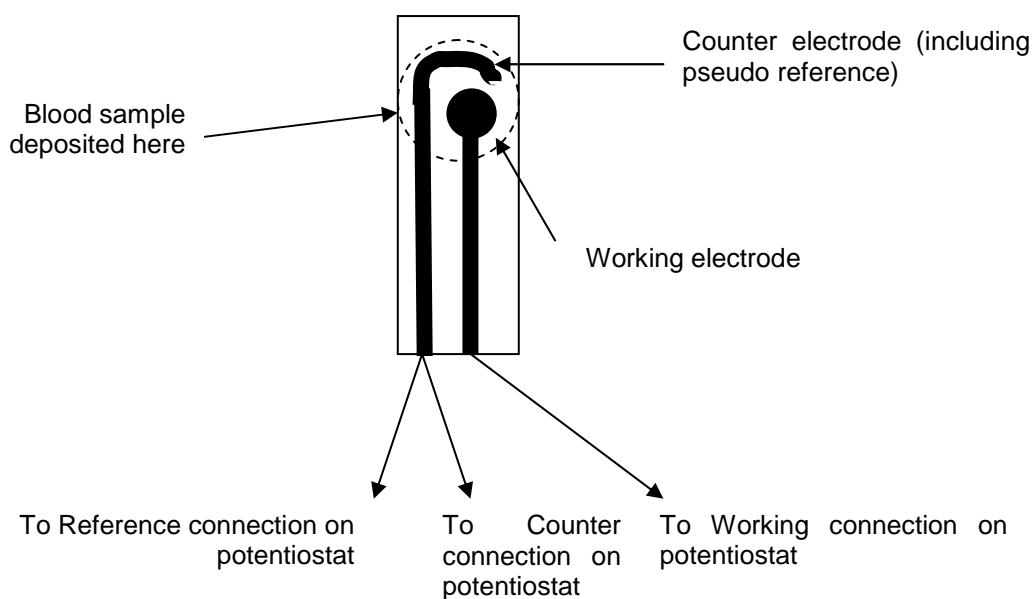 Counter electrode (including
pseudo reference)
Blood sample
deposited here
Working electrode
To Reference connection on
potentiostat
To Counter
connection on
potentiostat
To Working connection on
potentiostat